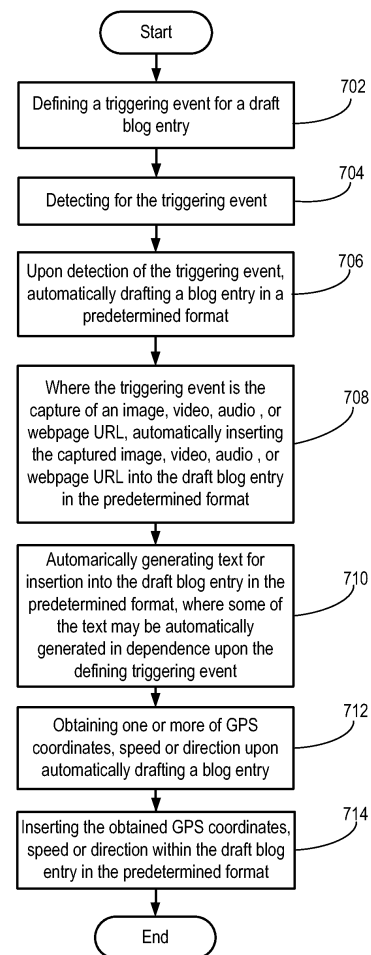 Start
702
Defining a triggering event for a draft
blog entry
704
Detecting for the triggering event
706
Upon detection of the triggering event,
automatically drafting a blog entry in a
predetermined format
708
Where the triggering event is the
capture of an image, video, audio , or
webpage URL, automatically inserting
the captured image, video, audio , or
webpage URL into the draft blog entry
in the predetermined format
710
Automarically generating text for
insertion into the draft blog entry in the
predetermined format, where some of
the text may be automatically
generated in dependence upon the
defining triggering event
712
Obtaining one or more of GPS
coordinates, speed or direction upon
automatically drafting a blog entry
714
Inserting the obtained GPS coordinates,
speed or direction within the draft blog
entry in the predetermined format
End